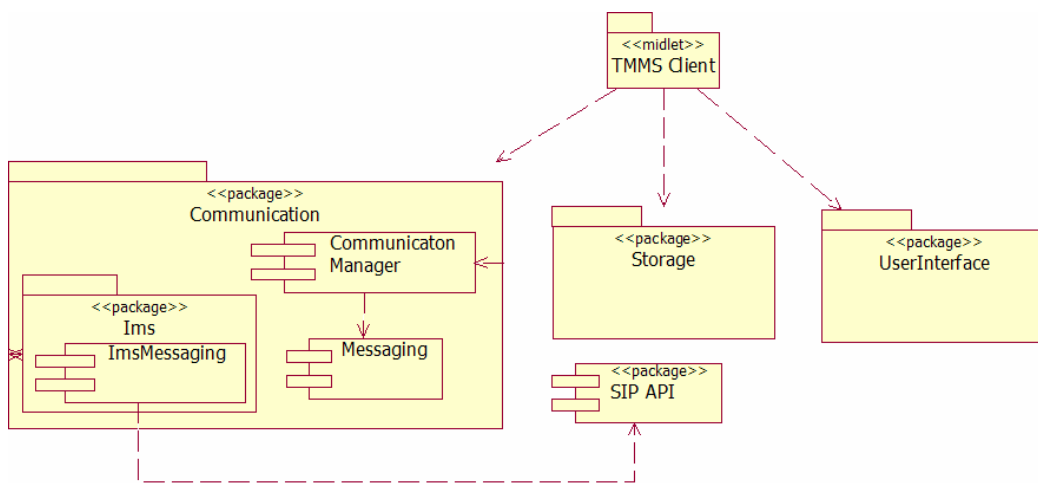 <<midlet>>
TMMS Client
<<package>>
Communication
Communicaton
Manager
<<package>>
Ims
ImsMessaging
Messaging
<<package>>
Storage
<<package>>
UserInterface
<<package>>
SIP API